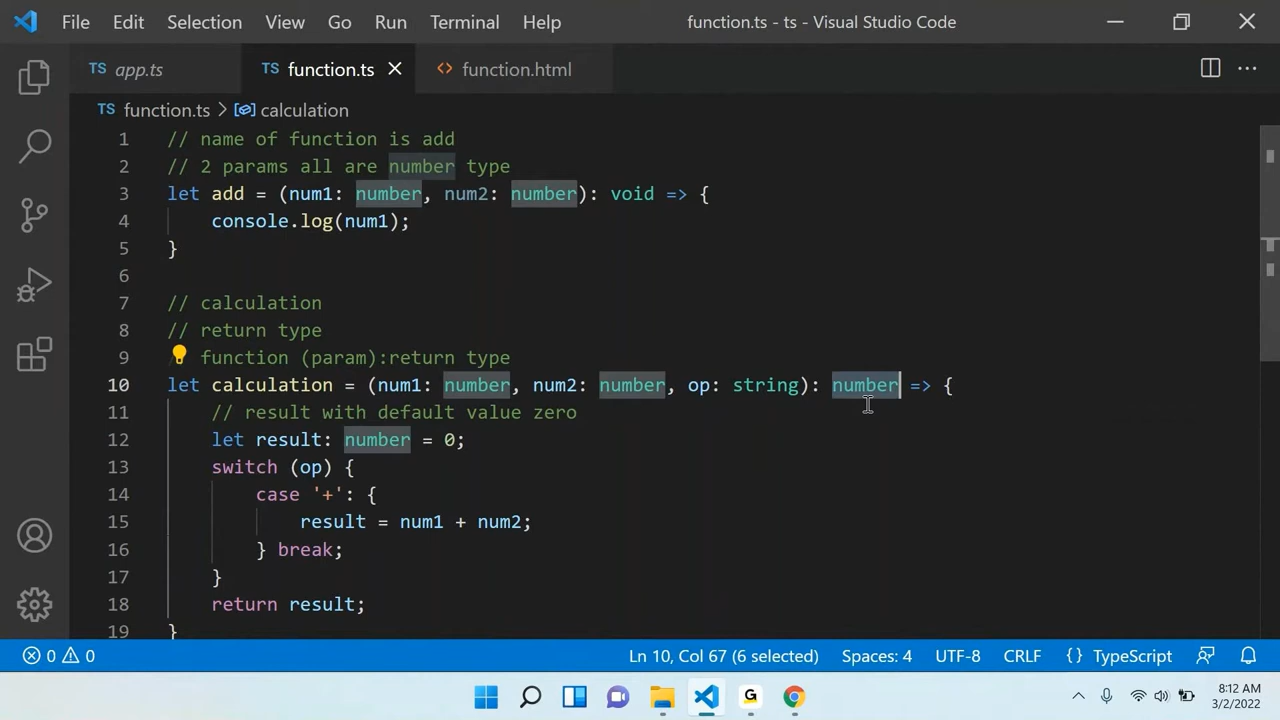 File Edit Selection View Go Run Terminal Help function.ts - ts - Visual Studio Code
TS app.ts TS function.ts function.html
TS function.ts > calculation
1 // name of function is add
2 // 2 params all are number type
3 let add = (num1: number, num2: number): void => {
4     console.log(num1);
5 }
6
7 // calculation
8 // return type
9 / function (param):return type
10 let calculation = (num1: number, num2: number, op: string): number => {
11     // result with default value zero
12     let result: number = 0;
13     switch (op) {
14         case '+': {
15             result = num1 + num2;
16         } break;
17     }
18     return result;
19 }
0 0 Ln 10, Col 67 (6 selected) Spaces: 4 UTF-8 CRLF {} TypeScript
G 8:12 AM
3/2/2022